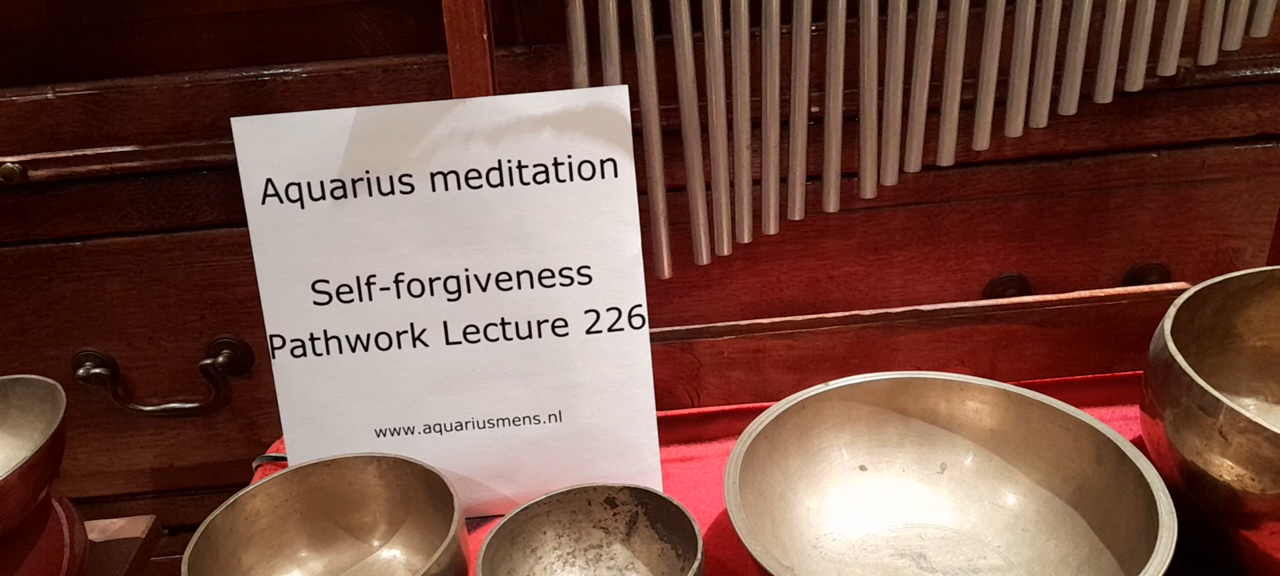 Aquarius meditation
Self-forgiveness
Pathwork Lecture 226
www.aquariusmens.nl